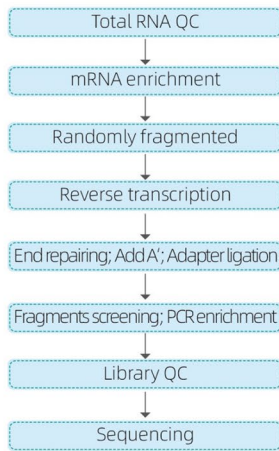 Total RNA QC
mRNA enrichment
Randomly fragmented
Reverse transcription
End repairing; Add A'; Adapter ligation
Fragments screening; PCR enrichment
Library QC
Sequencing